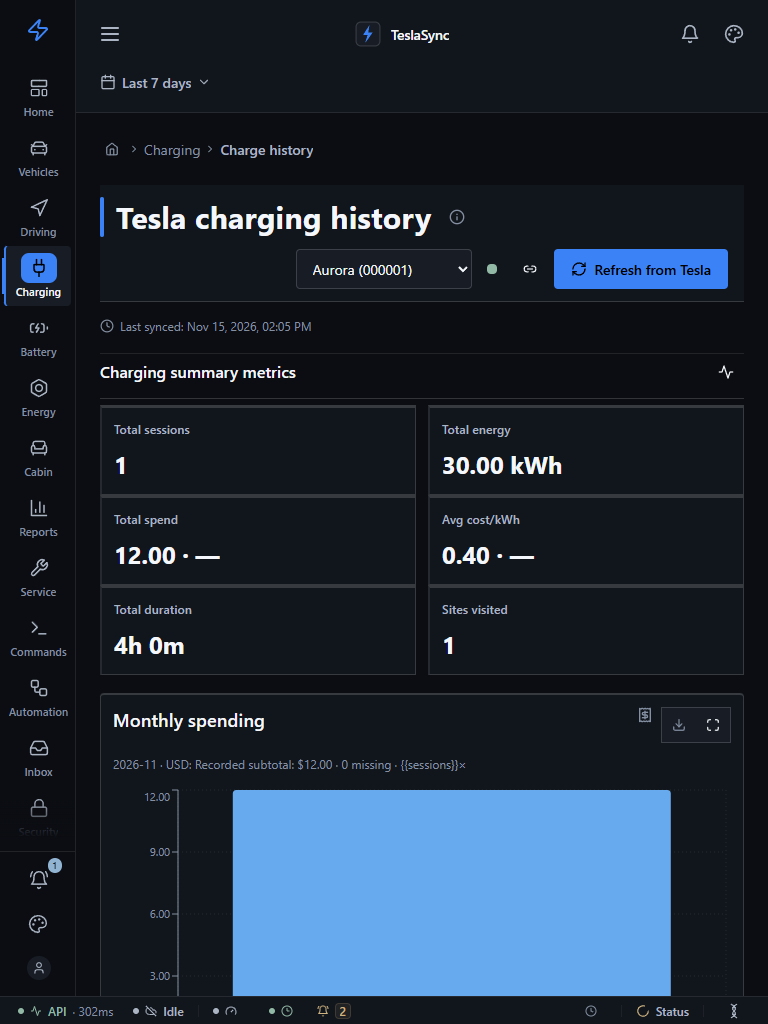 TeslaSync
Last 7 days
Home
Vehicles
Driving
Charging
Battery
Energy
Cabin
Reports
Service
Commands
Automation
Inbox
Security
1
Charging
Charge history
Tesla charging history
Aurora (000001)
Refresh from Tesla
Last synced: Nov 15, 2026, 02:05 PM
Charging summary metrics
Total sessions
1
Total energy
30.00 kWh
Total spend
12.00 · —
Avg cost/kWh
0.40 · —
Total duration
4h 0m
Sites visited
1
Monthly spending
2026-11 · USD: Recorded subtotal: $12.00 · 0 missing · {{sessions}}×
12.00
9.00
6.00
3.00
API · 302ms
Idle
2
Status